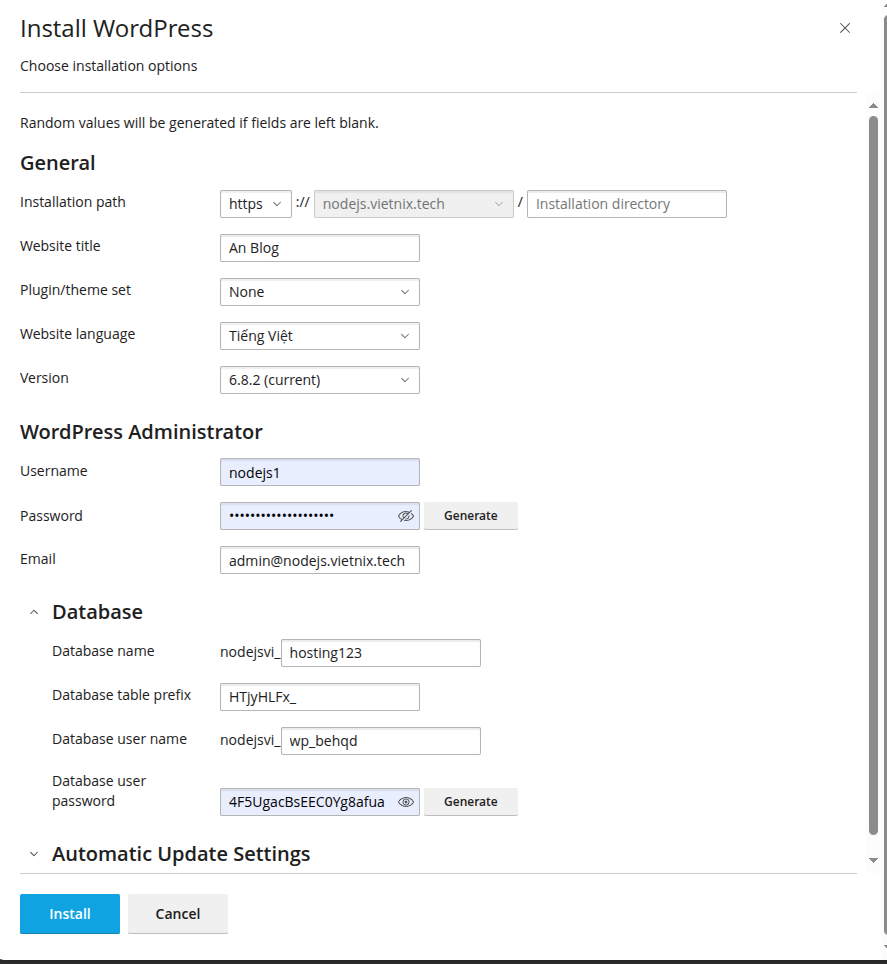 Install WordPress
Choose installation options
Random values will be generated if fields are left blank.
General
Installation path https :// nodejs.vietnix.tech / Installation directory
Website title An Blog
Plugin/theme set None
Website language Tiếng Việt
Version 6.8.2 (current)
WordPress Administrator
Username nodejs1
Password •••••••••••••••••••• Generate
Email admin@nodejs.vietnix.tech
Database
Database name nodejsvi_ hosting123
Database table prefix HTjyHLFx_
Database user name nodejsvi_ wp_behqd
Database user
password 4F5UgacBsEEC0Yg8afua Generate
Automatic Update Settings
Install Cancel